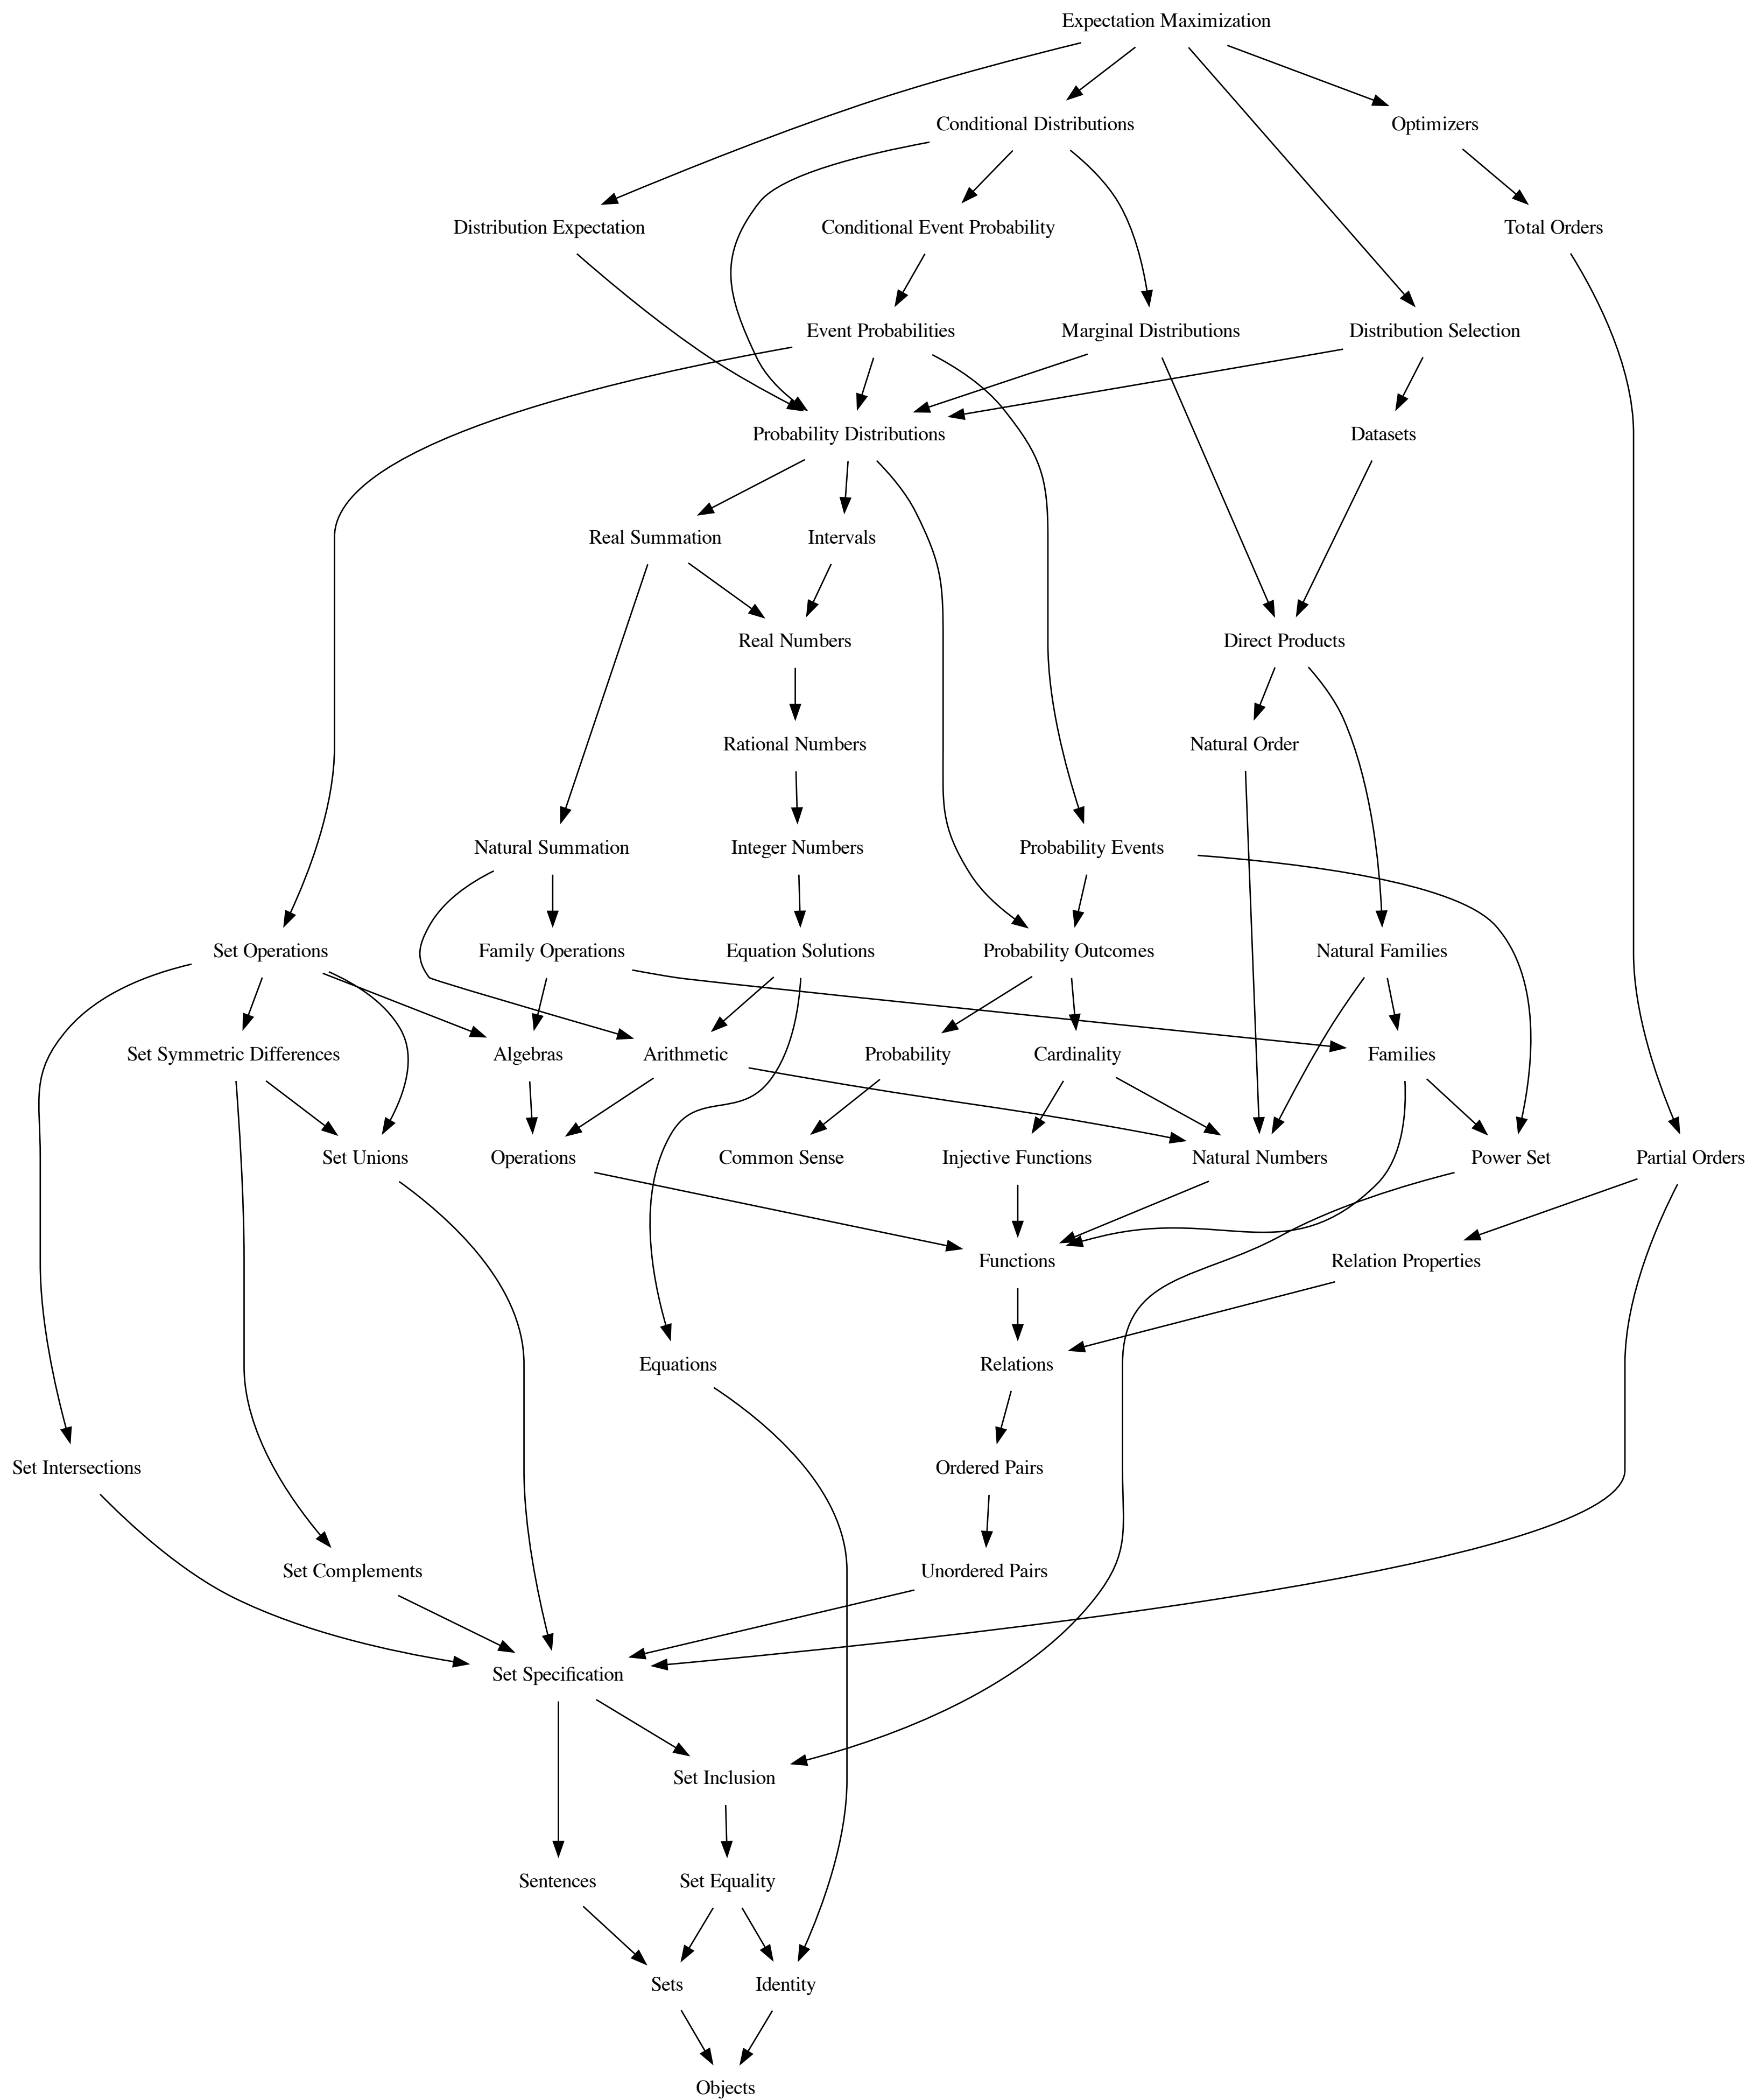 Expectation Maximization
Conditional Distributions
Optimizers
Distribution Expectation
Conditional Event Probability
Total Orders
Event Probabilities
Marginal Distributions
Distribution Selection
Probability Distributions
Datasets
Real Summation
Intervals
Real Numbers
Direct Products
Rational Numbers
Natural Order
Natural Summation
Integer Numbers
Probability Events
Set Operations
Family Operations
Equation Solutions
Probability Outcomes
Natural Families
Set Symmetric Differences
Algebras
Arithmetic
Probability
Cardinality
Families
Set Unions
Operations
Common Sense
Injective Functions
Natural Numbers
Power Set
Partial Orders
Functions
Relation Properties
Equations
Relations
Set Intersections
Ordered Pairs
Set Complements
Unordered Pairs
Set Specification
Set Inclusion
Sentences
Set Equality
Sets
Identity
Objects